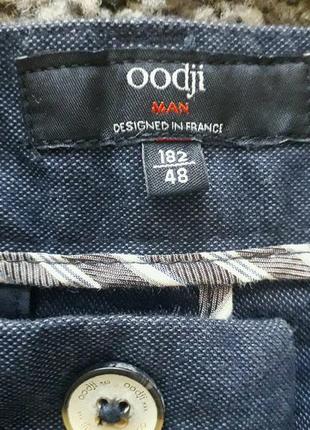 oodji
MAN
DESIGNED IN FRANCE
182
48
oodji